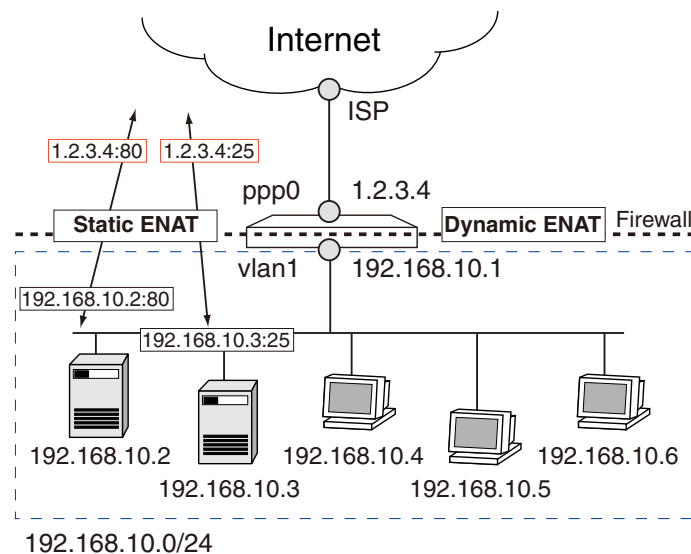 Internet
ISP
1.2.3.4:80
1.2.3.4:25
ppp0
1.2.3.4
Static ENAT
Dynamic ENAT
Firewall
vlan1
192.168.10.1
192.168.10.2:80
192.168.10.3:25
192.168.10.2
192.168.10.3
192.168.10.4
192.168.10.5
192.168.10.6
192.168.10.0/24